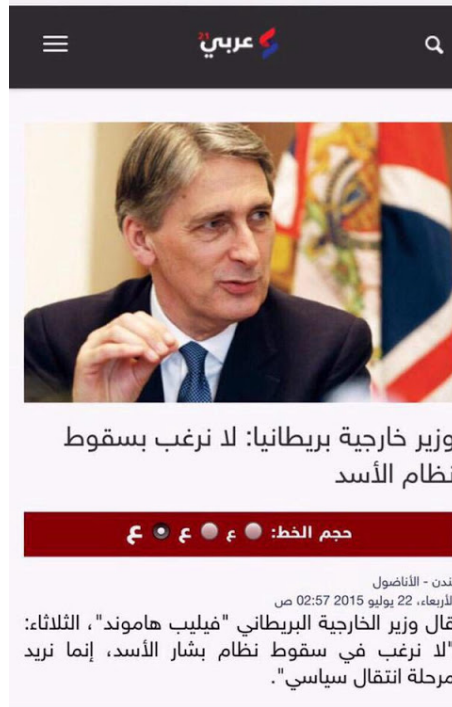 عربي 21
وزير خارجية بريطانيا: لا نرغب بسقوط
نظام الأسد
حجم الخط: ع ع ع
لندن - الأناضول
الأربعاء، 22 يوليو 2015 02:57 ص
قال وزير الخارجية البريطاني "فيليب هاموند"، الثلاثاء:
"لا نرغب في سقوط نظام بشار الأسد، إنما نريد
مرحلة انتقال سياسي".